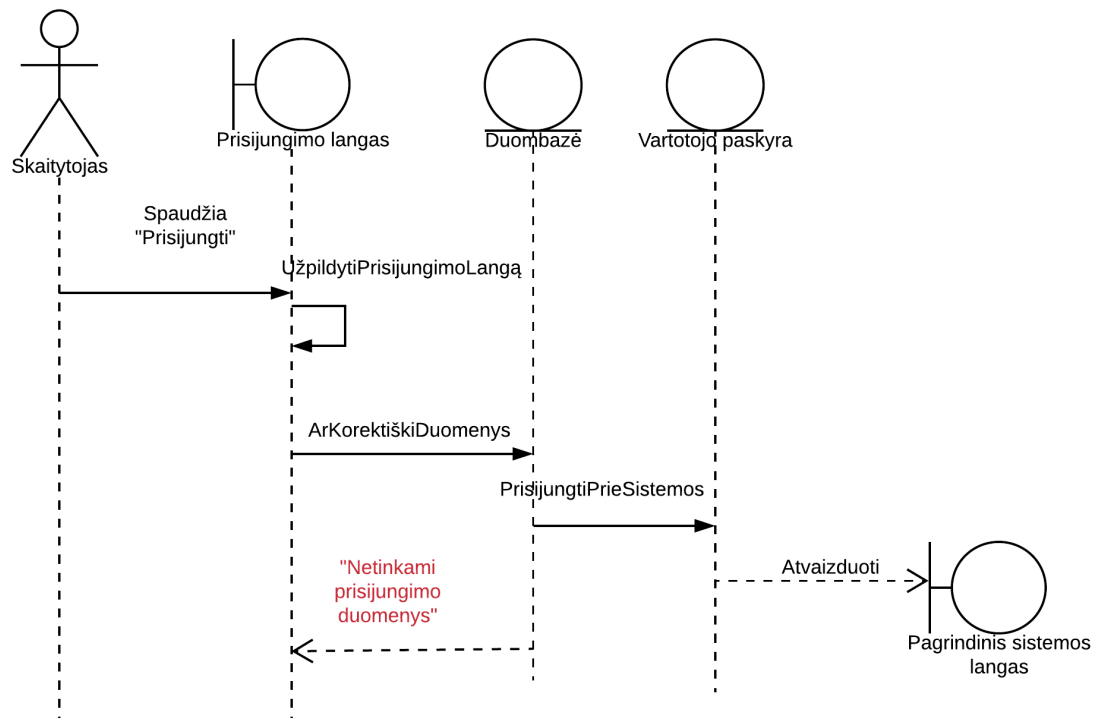 Skaitytojas
Prisijungimo langas
Duombazė
Vartotojo paskyra
Spaudžia
"Prisijungti"
UžpildytiPrisijungimoLangą
ArKorektiškiDuomenys
PrisijungtiPrieSistemos
"Netinkami
prisijungimo
duomenys"
Atvaizduoti
Pagrindinis sistemos
langas